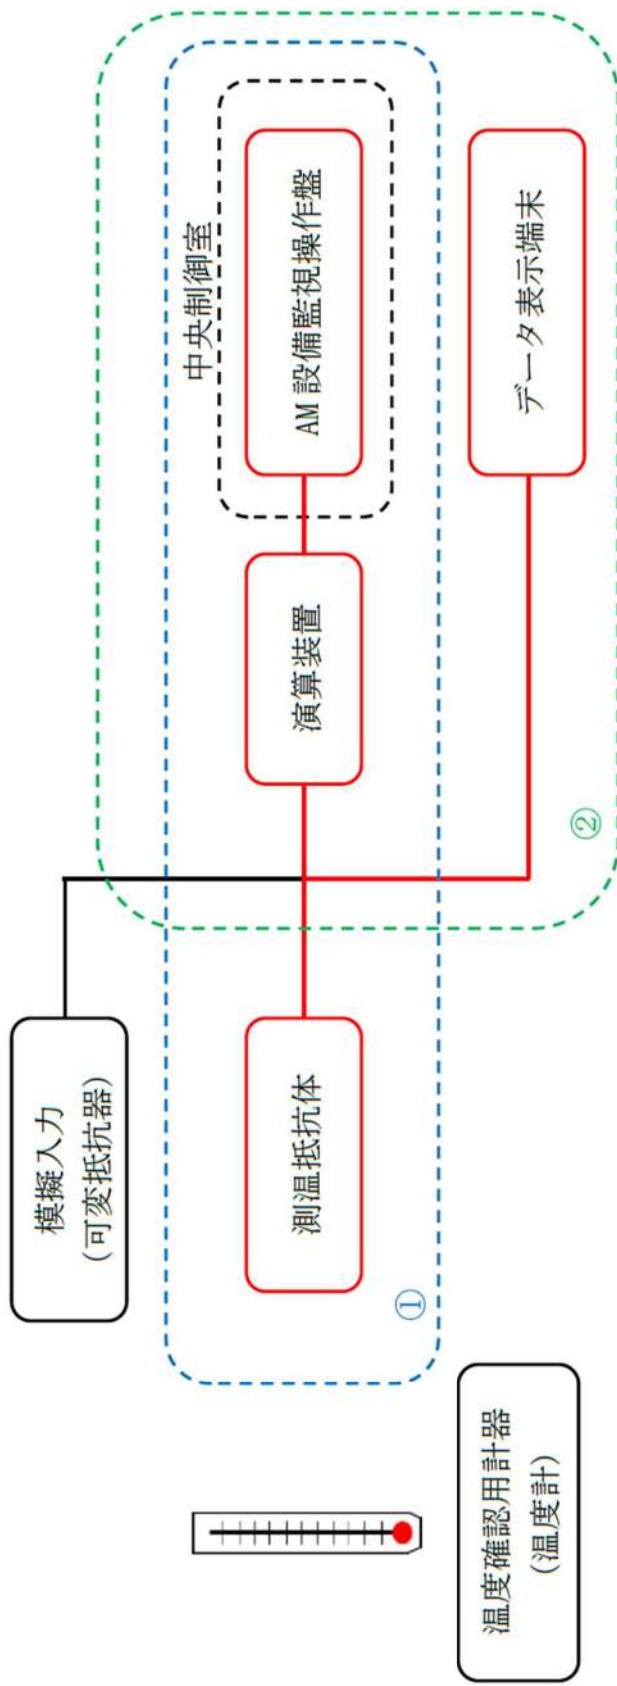 模擬入力
(可変抵抗器)
中央制御室
測温抵抗体
演算装置
AM 設備監視操作盤
①
②
データ表示端末
温度確認用計器
(温度計)